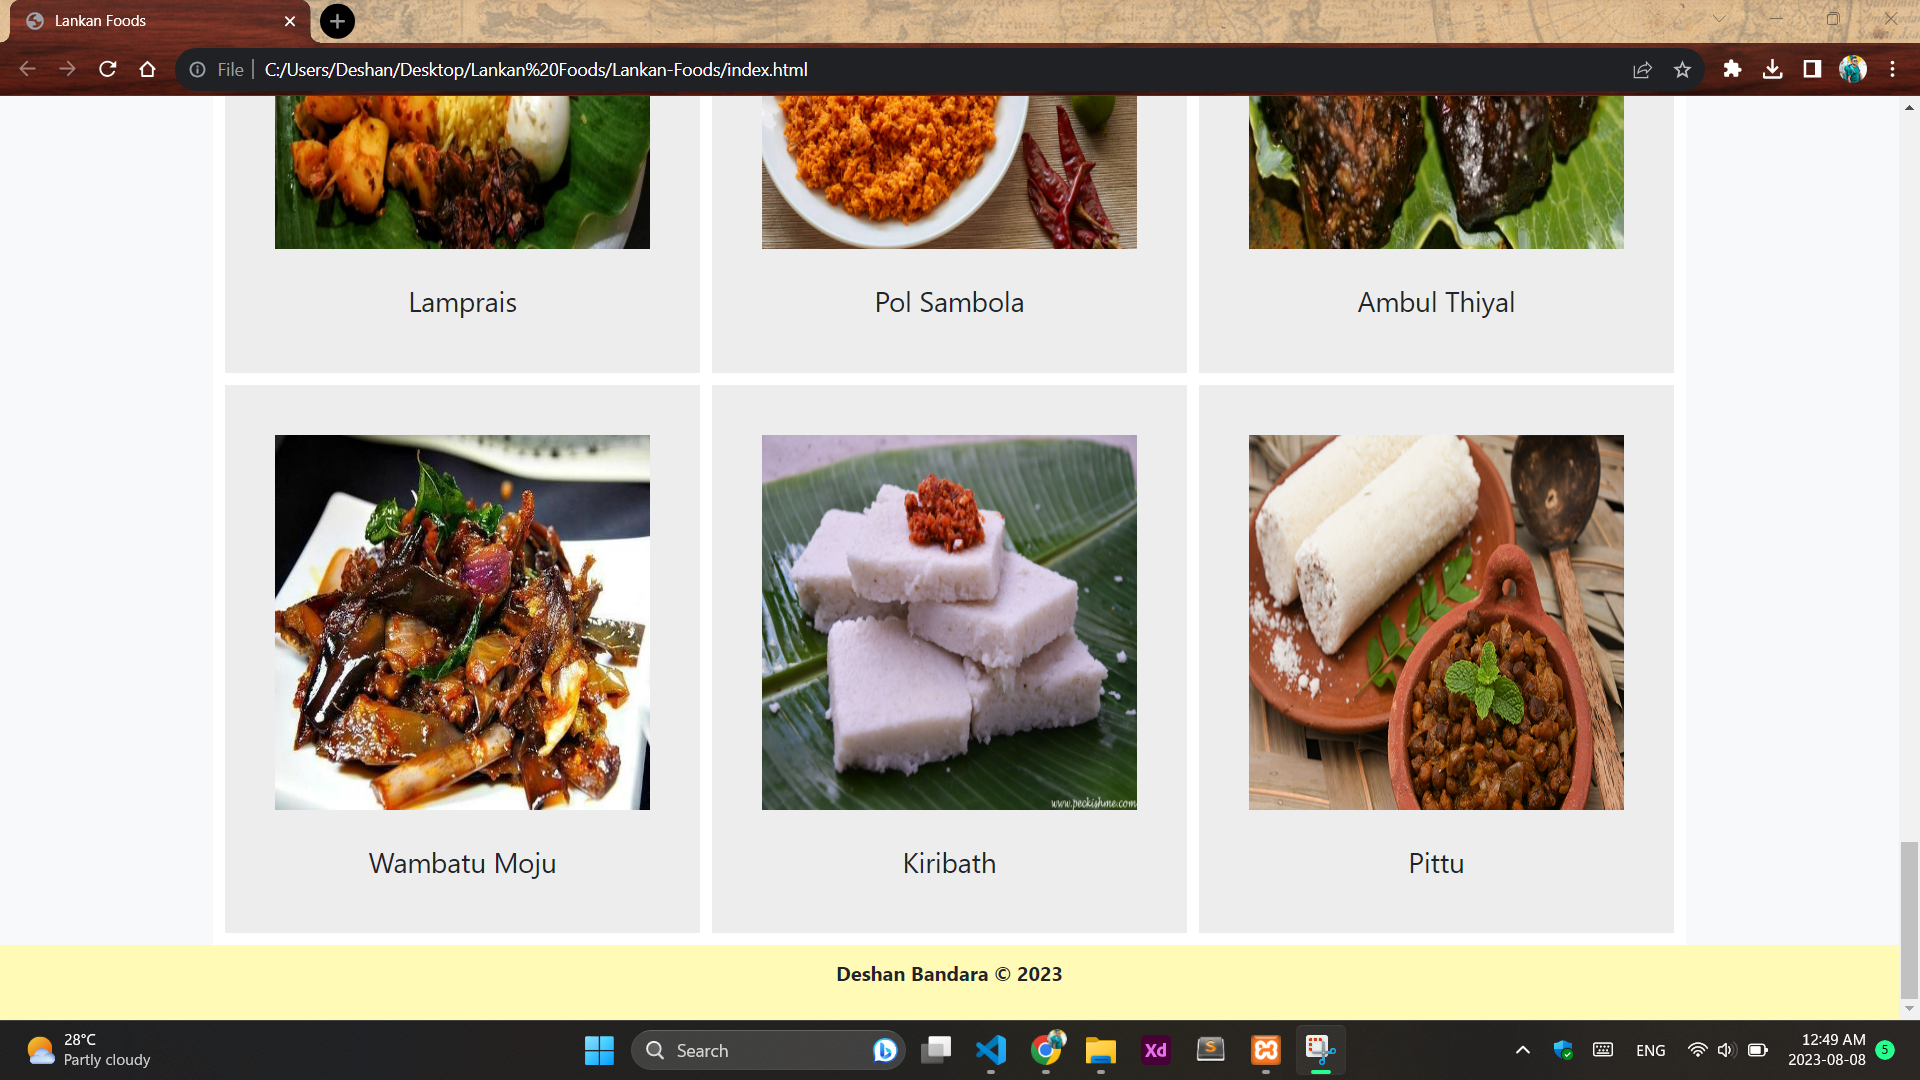 Lankan Foods
File
C:/Users/Deshan/Desktop/Lankan%20Foods/Lankan-Foods/index.html
Lamprais
Pol Sambola
Ambul Thiyal
www.peckishme.com
Wambatu Moju
Kiribath
Pittu
Deshan Bandara © 2023
28°C
Partly cloudy
Search
Xd
S
ENG
12:49 AM
2023-08-08
5